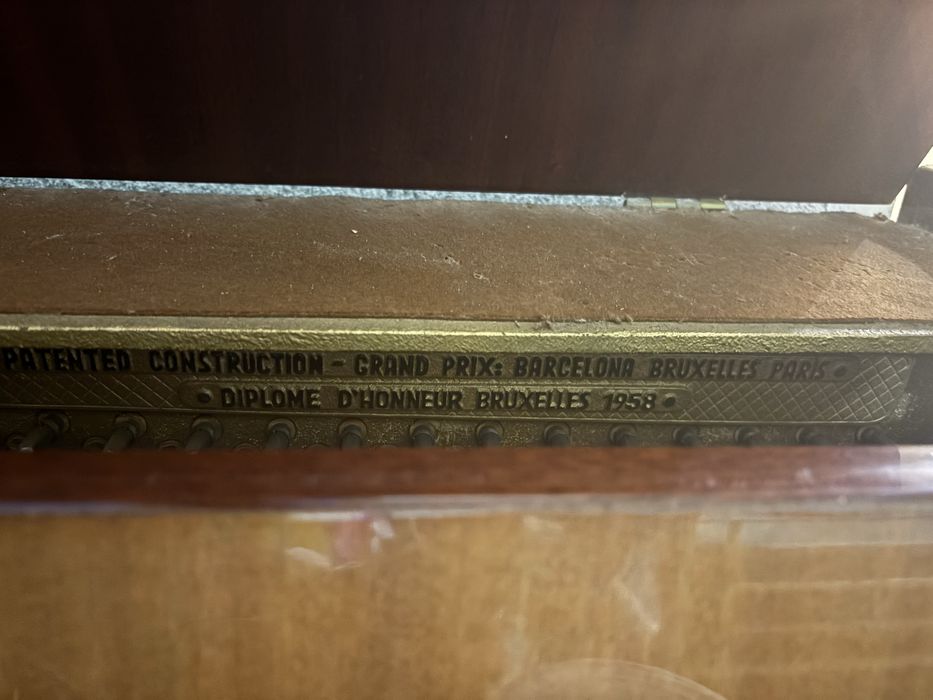 PATENTED CONSTRUCTION - GRAND PRIX: BARCELONA BRUXELLES PARIS •
• DIPLOME D'HONNEUR BRUXELLES 1958 •